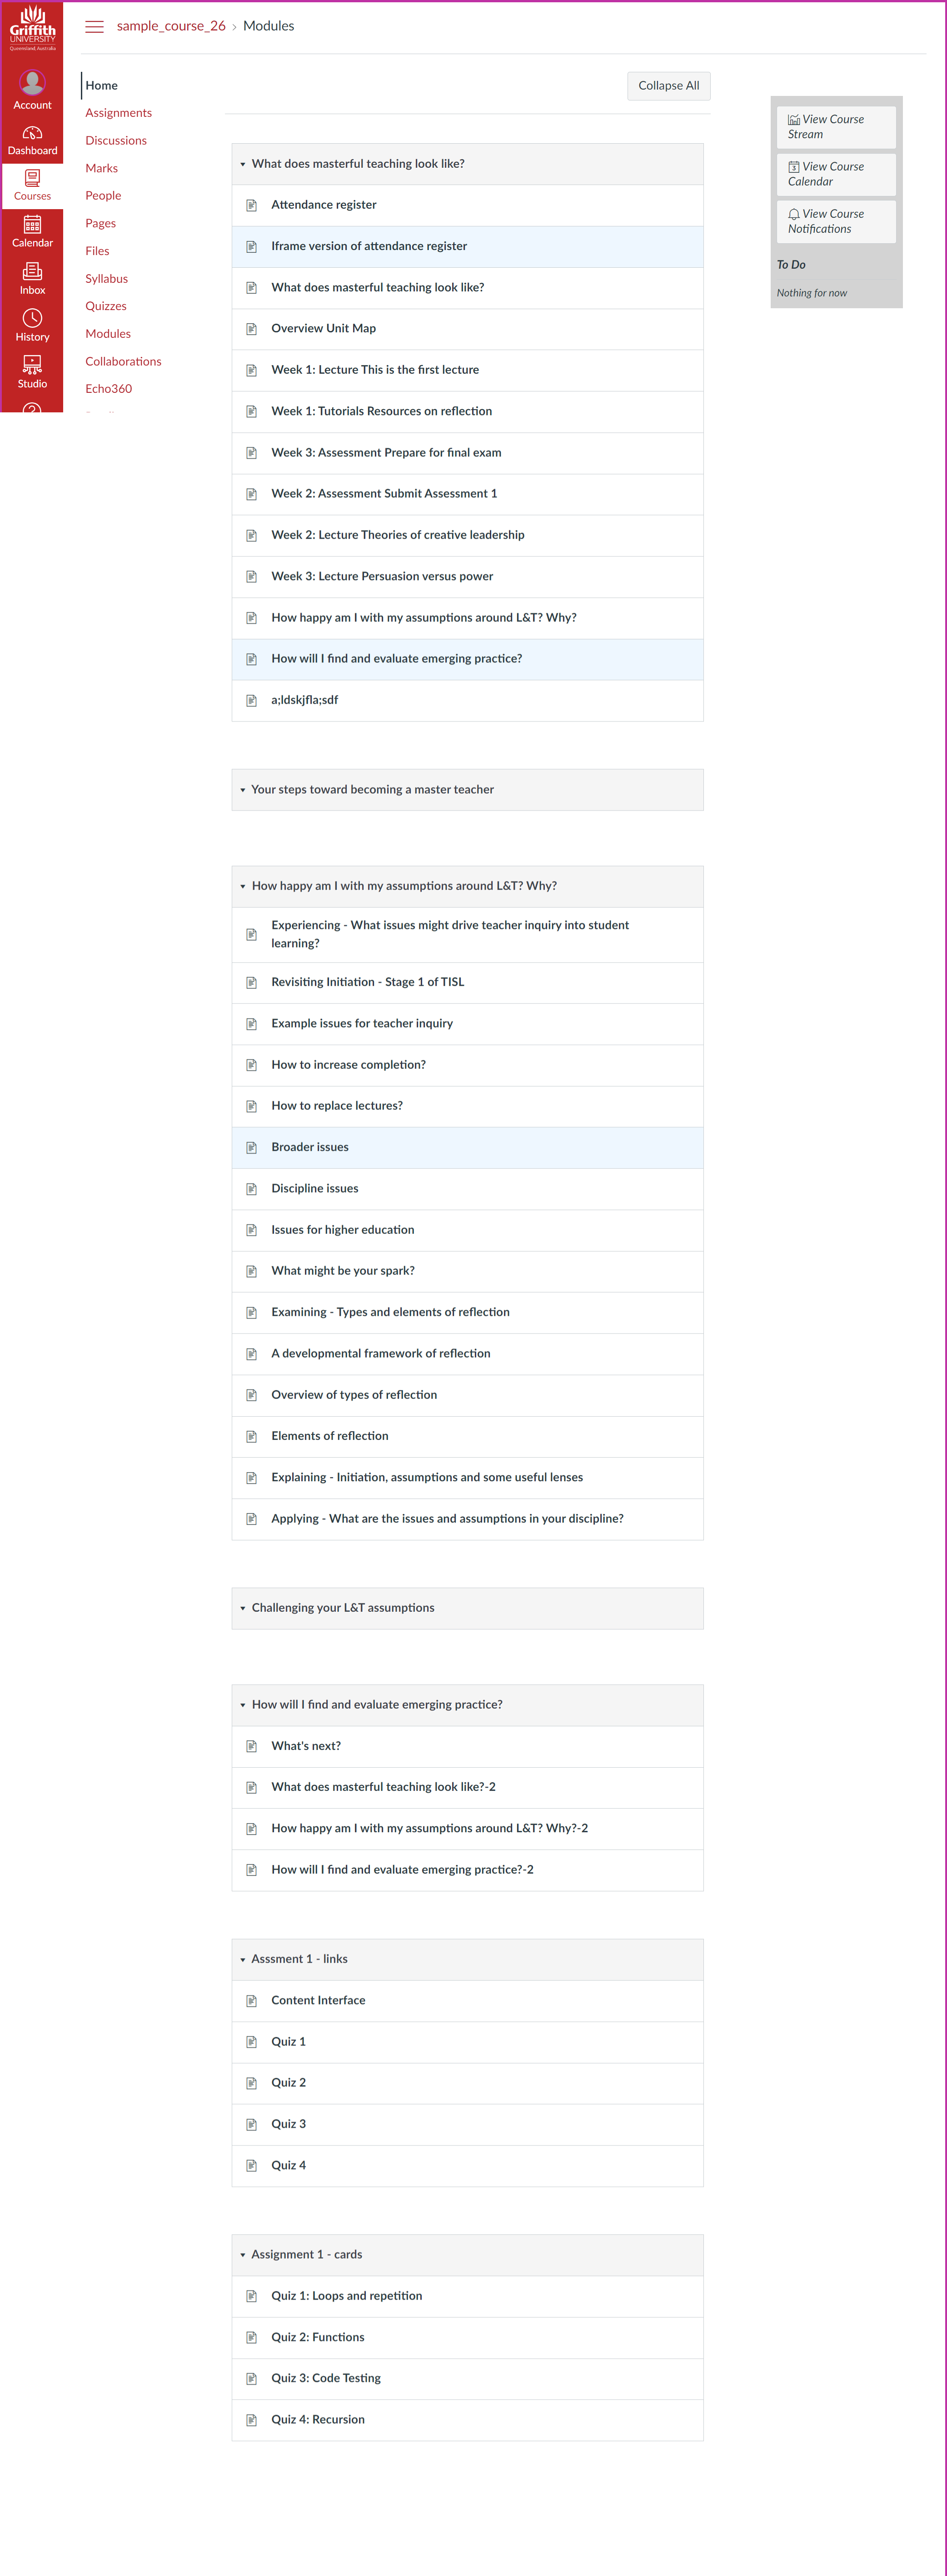 Griffith
UNIVERSITY
Queensland, Australia
Account
Dashboard
Courses
Calendar
Inbox
History
Studio
sample_course_26 › Modules
Home
Assignments
Discussions
Marks
People
Pages
Files
Syllabus
Quizzes
Modules
Collaborations
Echo360
Collapse All
What does masterful teaching look like?
Attendance register
Iframe version of attendance register
What does masterful teaching look like?
Overview Unit Map
Week 1: Lecture This is the first lecture
Week 1: Tutorials Resources on reflection
Week 3: Assessment Prepare for final exam
Week 2: Assessment Submit Assessment 1
Week 2: Lecture Theories of creative leadership
Week 3: Lecture Persuasion versus power
How happy am I with my assumptions around L&T? Why?
How will I find and evaluate emerging practice?
a;ldskjfla;sdf
Your steps toward becoming a master teacher
How happy am I with my assumptions around L&T? Why?
Experiencing - What issues might drive teacher inquiry into student
learning?
Revisiting Initiation - Stage 1 of TISL
Example issues for teacher inquiry
How to increase completion?
How to replace lectures?
Broader issues
Discipline issues
Issues for higher education
What might be your spark?
Examining - Types and elements of reflection
A developmental framework of reflection
Overview of types of reflection
Elements of reflection
Explaining - Initiation, assumptions and some useful lenses
Applying - What are the issues and assumptions in your discipline?
Challenging your L&T assumptions
How will I find and evaluate emerging practice?
What's next?
What does masterful teaching look like?-2
How happy am I with my assumptions around L&T? Why?-2
How will I find and evaluate emerging practice?-2
Asssment 1 - links
Content Interface
Quiz 1
Quiz 2
Quiz 3
Quiz 4
Assignment 1 - cards
Quiz 1: Loops and repetition
Quiz 2: Functions
Quiz 3: Code Testing
Quiz 4: Recursion
View Course
Stream
View Course
Calendar
View Course
Notifications
To Do
Nothing for now